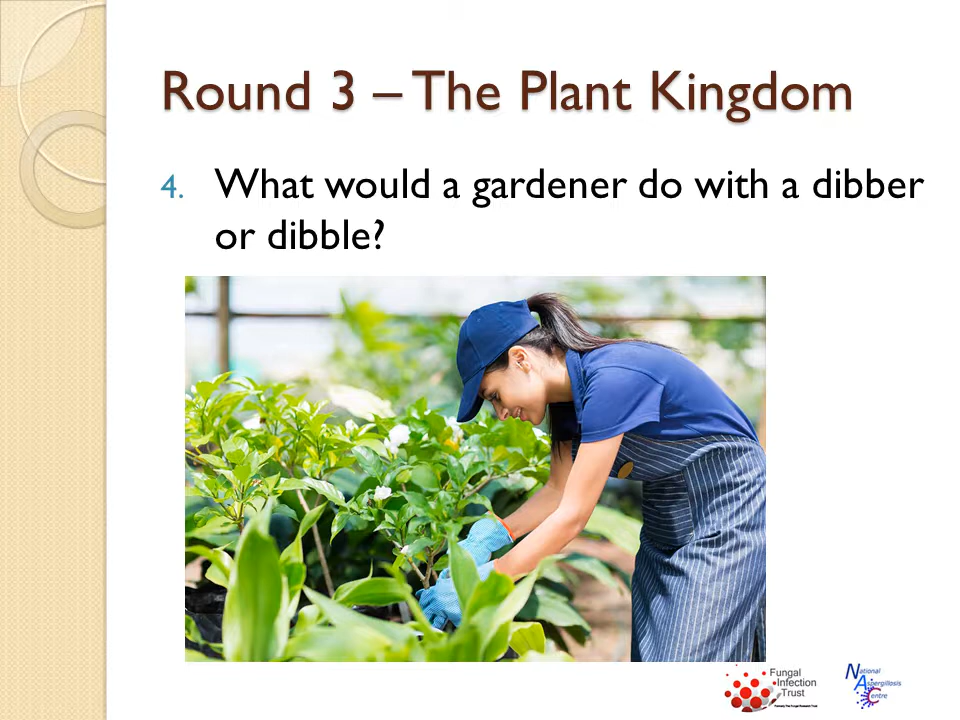 Round 3 – The Plant Kingdom
4. What would a gardener do with a dibber
or dibble?
Fungal
Infection
Trust
National
Aspergillosis
Centre